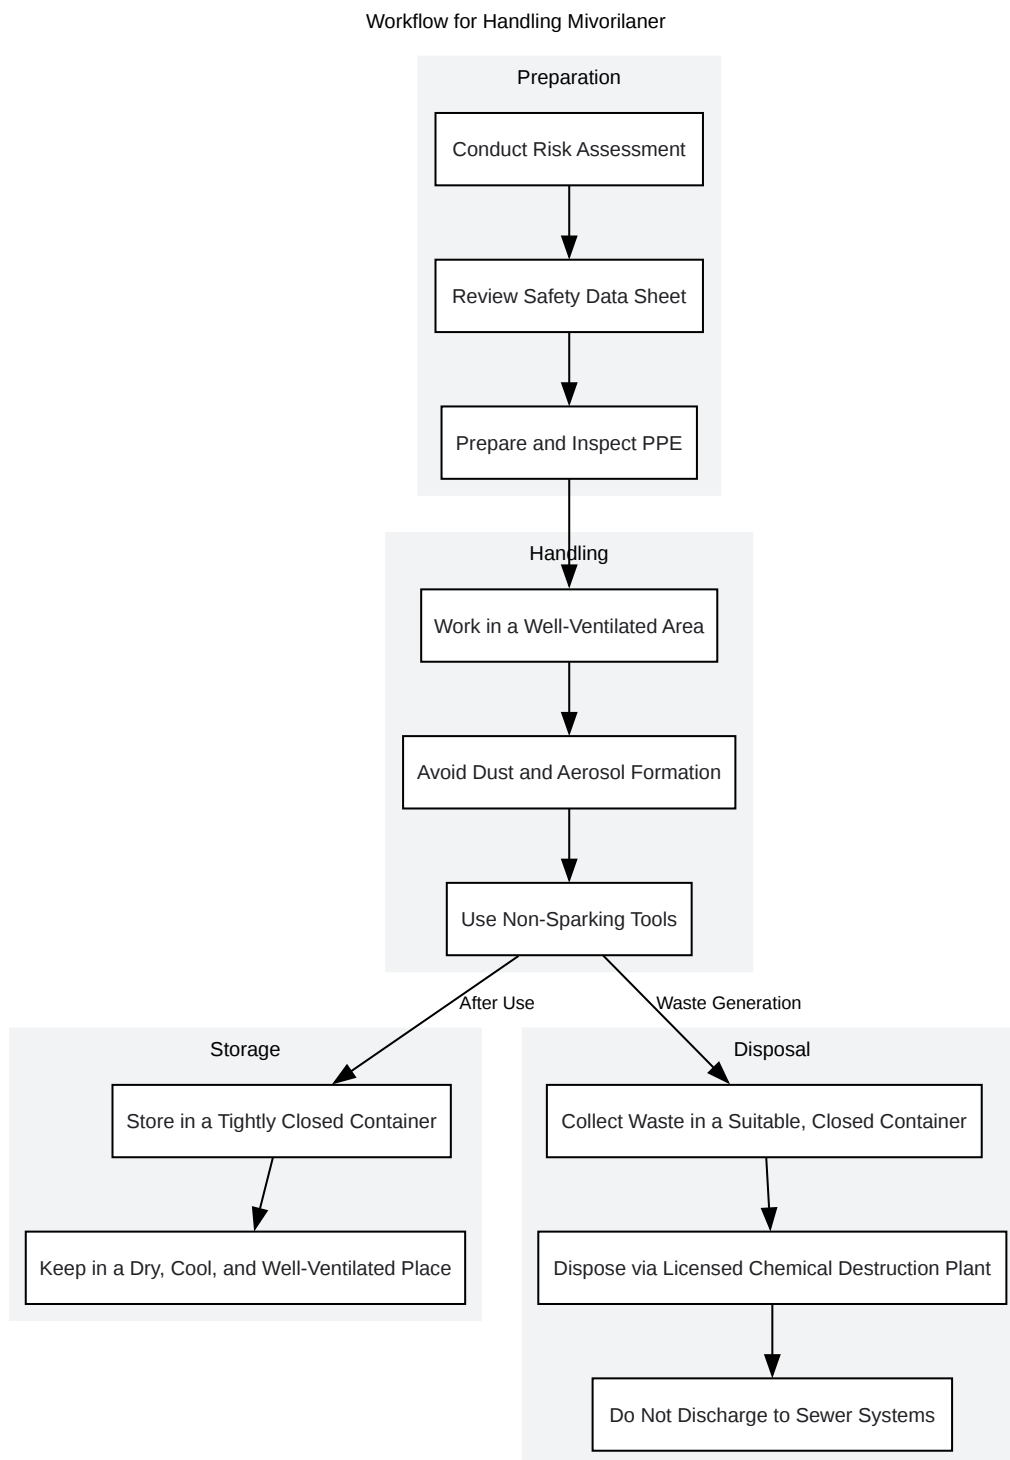 Workflow for Handling Mivorilaner
Preparation
Conduct Risk Assessment
Review Safety Data Sheet
Prepare and Inspect PPE
Handling
Work in a Well-Ventilated Area
Avoid Dust and Aerosol Formation
Use Non-Sparking Tools
After Use
Waste Generation
Storage
Store in a Tightly Closed Container
Keep in a Dry, Cool, and Well-Ventilated Place
Disposal
Collect Waste in a Suitable, Closed Container
Dispose via Licensed Chemical Destruction Plant
Do Not Discharge to Sewer Systems